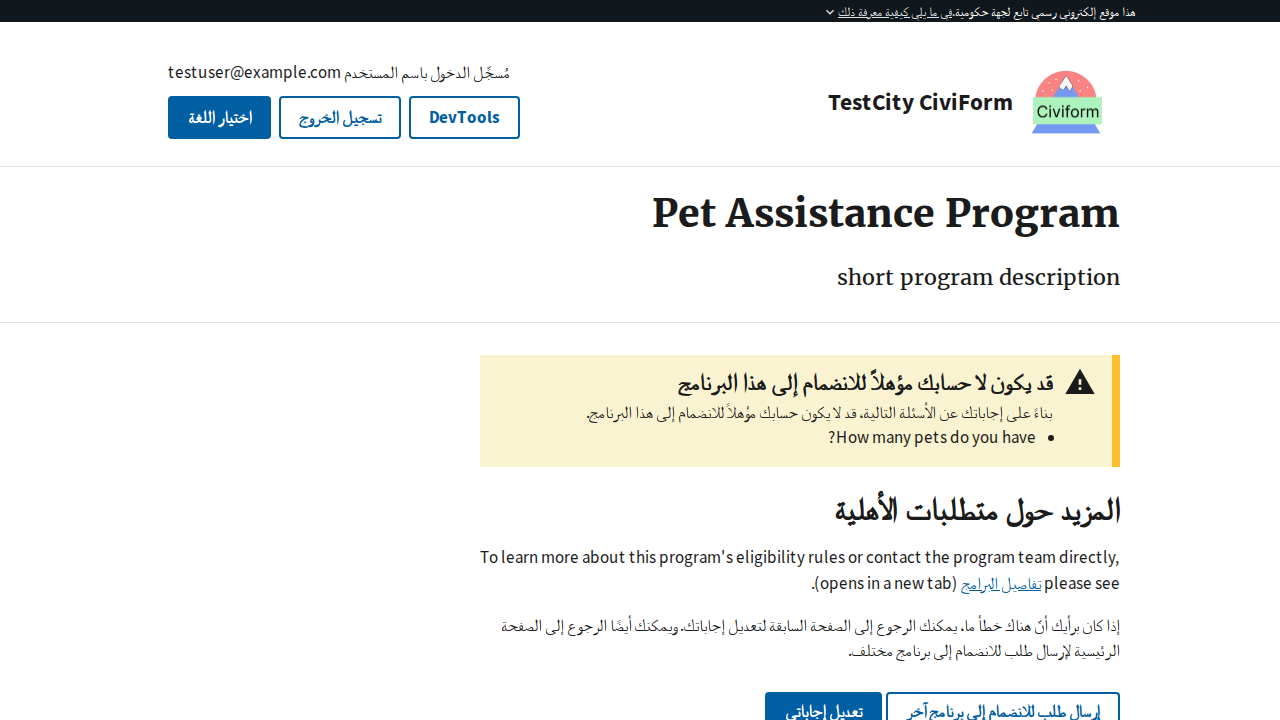 هذا موقع إلكتروني رسمي تابع لجهة حكومية.في ما يلي كيفية معرفة ذلك
Civiform
TestCity CiviForm
مُسجَّل الدخول باسم المستخدم testuser@example.com
DevTools
تسجيل الخروج
اختيار اللغة
Pet Assistance Program
short program description
قد يكون لا حسابك مؤهلاً للانضمام إلى هذا البرنامج
بناءً على إجاباتك عن الأسئلة التالية، قد لا يكون حسابك مؤهلاً للانضمام إلى هذا البرنامج.
How many pets do you have?
المزيد حول متطلبات الأهلية
To learn more about this program's eligibility rules or contact the program team directly,
please see تفاصيل البرامج (opens in a new tab).
إذا كان برأيك أنّ هناك خطأ ما، يمكنك الرجوع إلى الصفحة السابقة لتعديل إجاباتك. ويمكنك أيضًا الرجوع إلى الصفحة
الرئيسية لإرسال طلب للانضمام إلى برنامج مختلف.
إرسال طلب للانضمام إلى برنامج آخر
تعديل إجاباتي